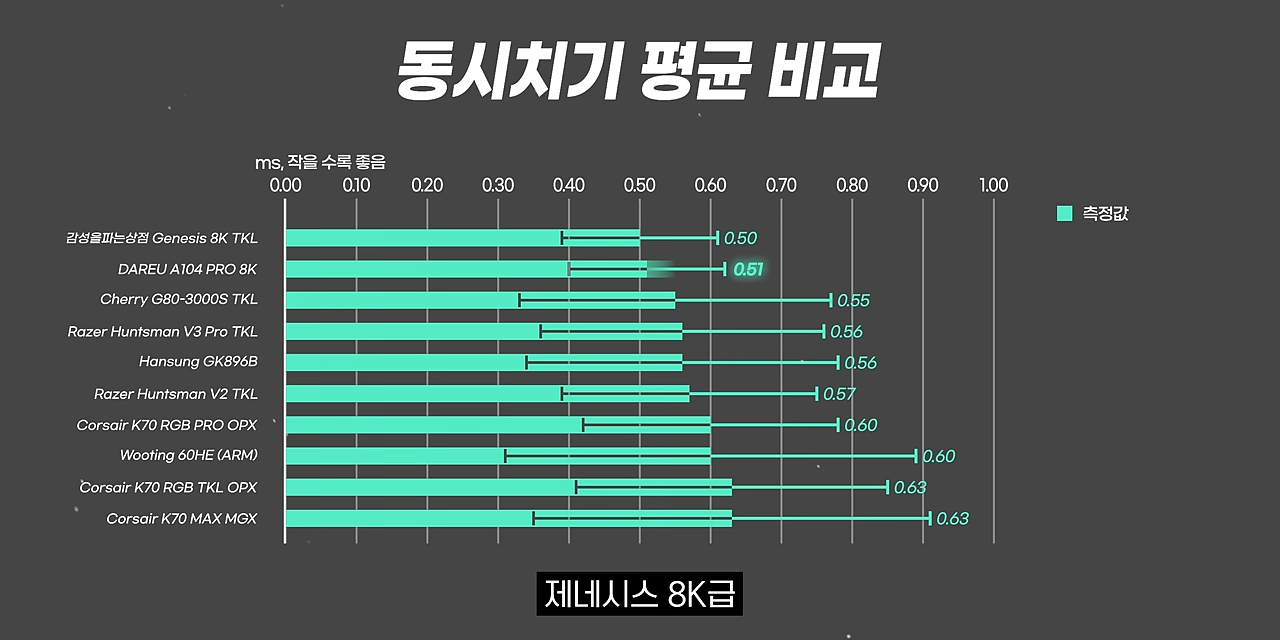 동시치기 평균 비교
ms, 작을 수록 좋음
0.00 0.10 0.20 0.30 0.40 0.50 0.60 0.70 0.80 0.90 1.00
측정값
감성을파는상점 Genesis 8K TKL 0.50
DAREU A104 PRO 8K 0.51
Cherry G80-3000S TKL 0.55
Razer Huntsman V3 Pro TKL 0.56
Hansung GK896B 0.56
Razer Huntsman V2 TKL 0.57
Corsair K70 RGB PRO OPX 0.60
Wooting 60HE (ARM) 0.60
Corsair K70 RGB TKL OPX 0.63
Corsair K70 MAX MGX 0.63
제네시스 8K급